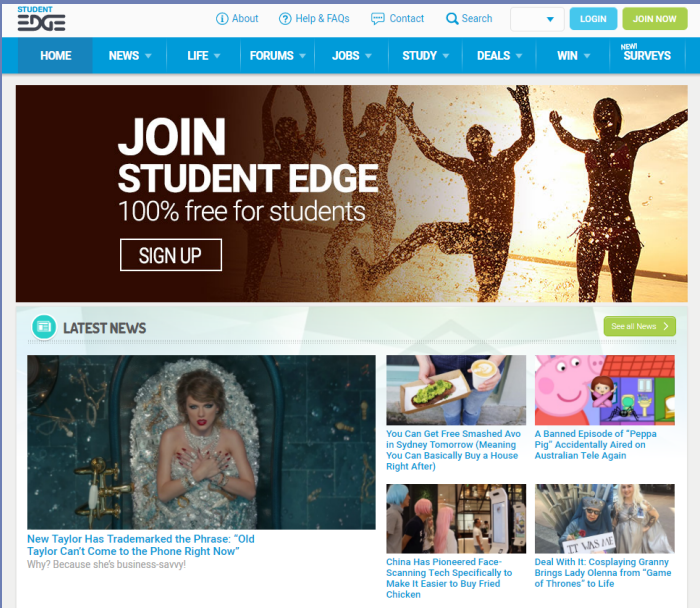 STUDENT
EDGE
About
Help & FAQs
Contact
Search
LOGIN
JOIN NOW
HOME
NEWS
LIFE
FORUMS
JOBS
STUDY
DEALS
WIN
NEW!
SURVEYS
JOIN
STUDENT EDGE
100% free for students
SIGN UP
LATEST NEWS
See all News
New Taylor Has Trademarked the Phrase: “Old
Taylor Can’t Come to the Phone Right Now”
Why? Because she’s business-savvy!
You Can Get Free Smashed Avo
in Sydney Tomorrow (Meaning
You Can Basically Buy a House
Right After)
A Banned Episode of “Peppa
Pig” Accidentally Aired on
Australian Tele Again
China Has Pioneered Face-
Scanning Tech Specifically to
Make It Easier to Buy Fried
Chicken
IT WAS ME
Deal With It: Cosplaying Granny
Brings Lady Olenna from “Game
of Thrones” to Life